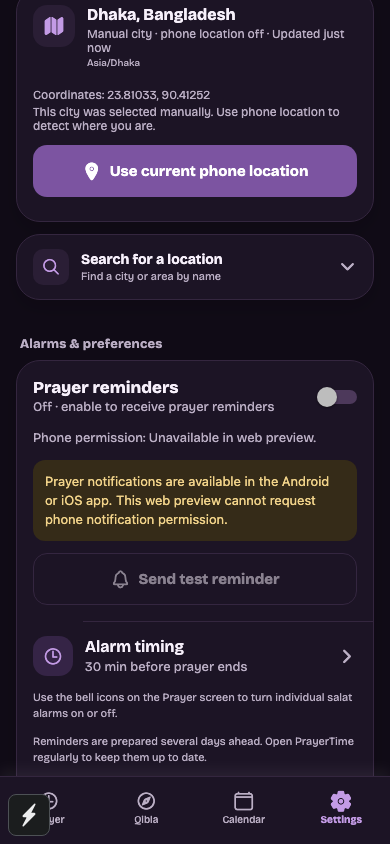 Dhaka, Bangladesh
Manual city · phone location off · Updated just
now
Asia/Dhaka
Coordinates: 23.81033, 90.41252
This city was selected manually. Use phone location to
detect where you are.
Use current phone location
Search for a location
Find a city or area by name
Alarms & preferences
Prayer reminders
Off · enable to receive prayer reminders
Phone permission: Unavailable in web preview.
Prayer notifications are available in the Android
or iOS app. This web preview cannot request
phone notification permission.
Send test reminder
Alarm timing
30 min before prayer ends
Use the bell icons on the Prayer screen to turn individual salat
alarms on or off.
Reminders are prepared several days ahead. Open PrayerTime
regularly to keep them up to date.
yer
Qibla
Calendar
Settings